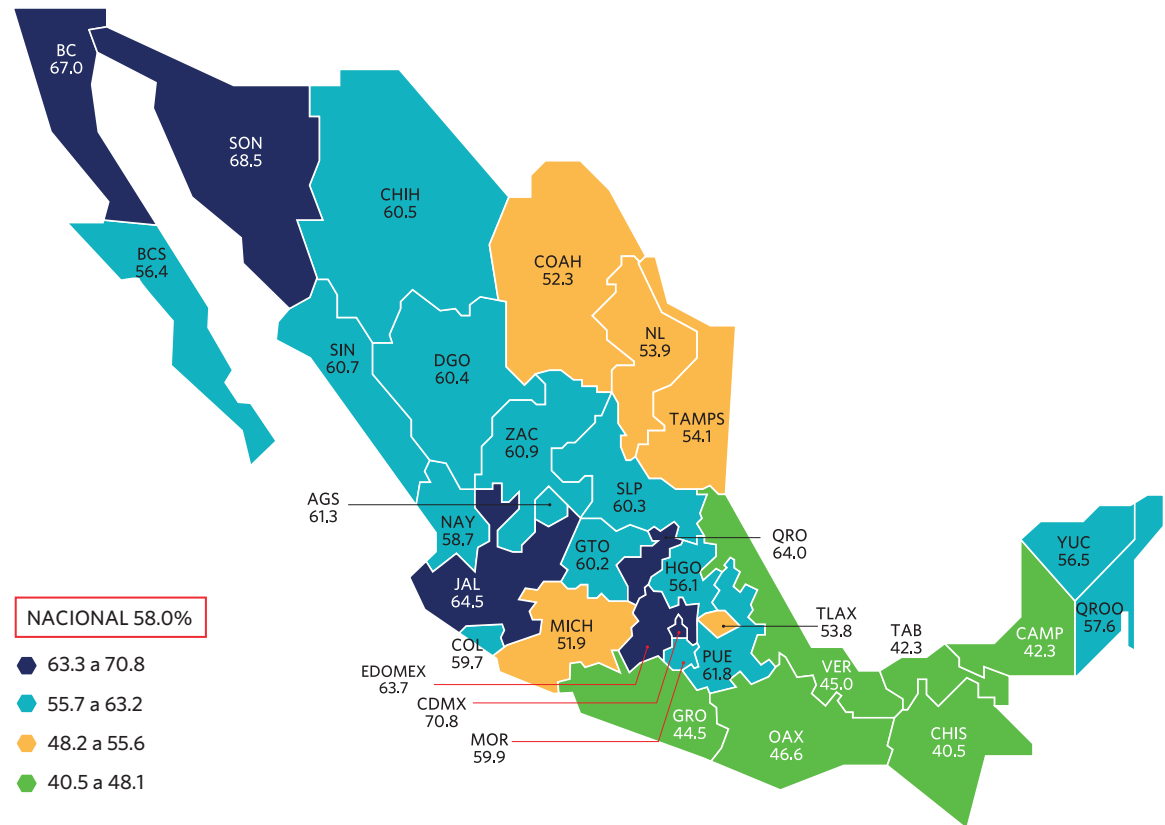 BC
67.0
SON
68.5
CHIH
60.5
BCS
56.4
COAH
52.3
NL
53.9
SIN
60.7
DGO
60.4
TAMPS
54.1
ZAC
60.9
SLP
60.3
AGS
61.3
NAY
58.7
GTO
60.2
QRO
64.0
HGO
56.1
YUC
56.5
JAL
64.5
QROO
57.6
NACIONAL 58.0%
63.3 a 70.8
55.7 a 63.2
48.2 a 55.6
40.5 a 48.1
MICH
51.9
TLAX
53.8
TAB
42.3
CAMP
42.3
COL
59.7
EDOMEX
63.7
PUE
61.8
VER
45.0
CDMX
70.8
GRO
44.5
MOR
59.9
OAX
46.6
CHIS
40.5